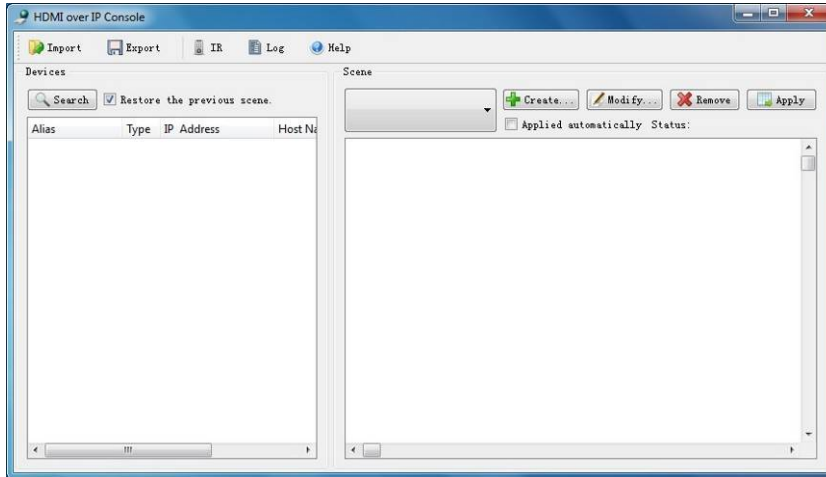 HDMI over IP Console
Import Export IR Log Help
Devices
Search Restore the previous scene.
Alias Type IP Address Host Na
Scene
Create... Modify... Remove Apply
Applied automatically Status: